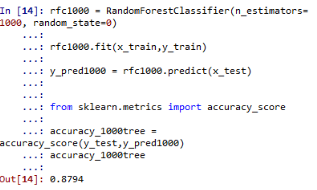 In [14]: rfc1000 = RandomForestClassifier(n_estimators=
1000, random_state=0)
...:
...: rfc1000.fit(x_train,y_train)
...:
...: y_pred1000 = rfc1000.predict(x_test)
...:
...:
...: from sklearn.metrics import accuracy_score
...:
...: accuracy_1000tree =
accuracy_score(y_test,y_pred1000)
...: accuracy_1000tree
...:
Out[14]: 0.8794